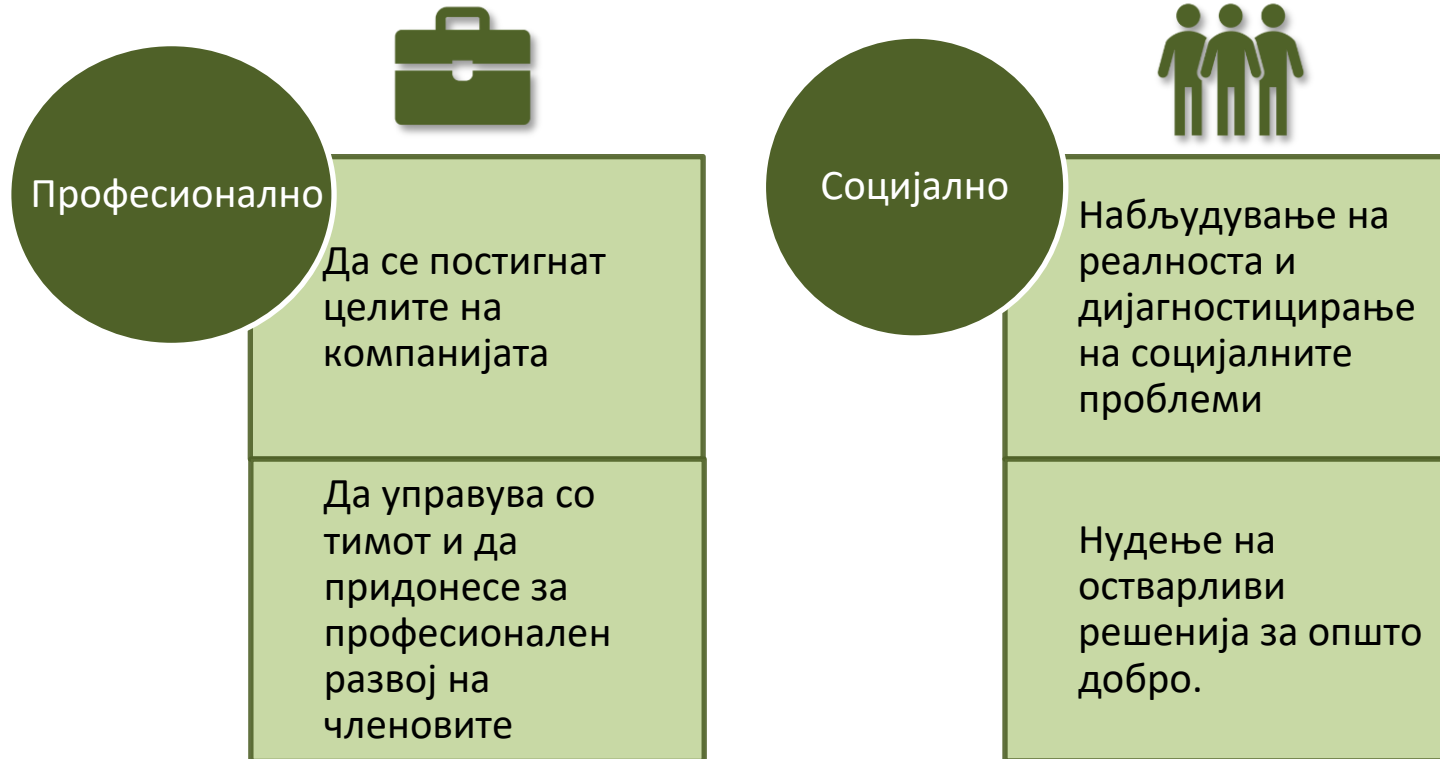 Професионално
Да се постигнат
целите на
компанијата
Да управува со
тимот и да
придонесе за
професионален
развој на
членовите
Социјално
Набљудување на
реалноста и
дијагностицирање
на социјалните
проблеми
Нудење на
остварливи
решенија за општо
добро.